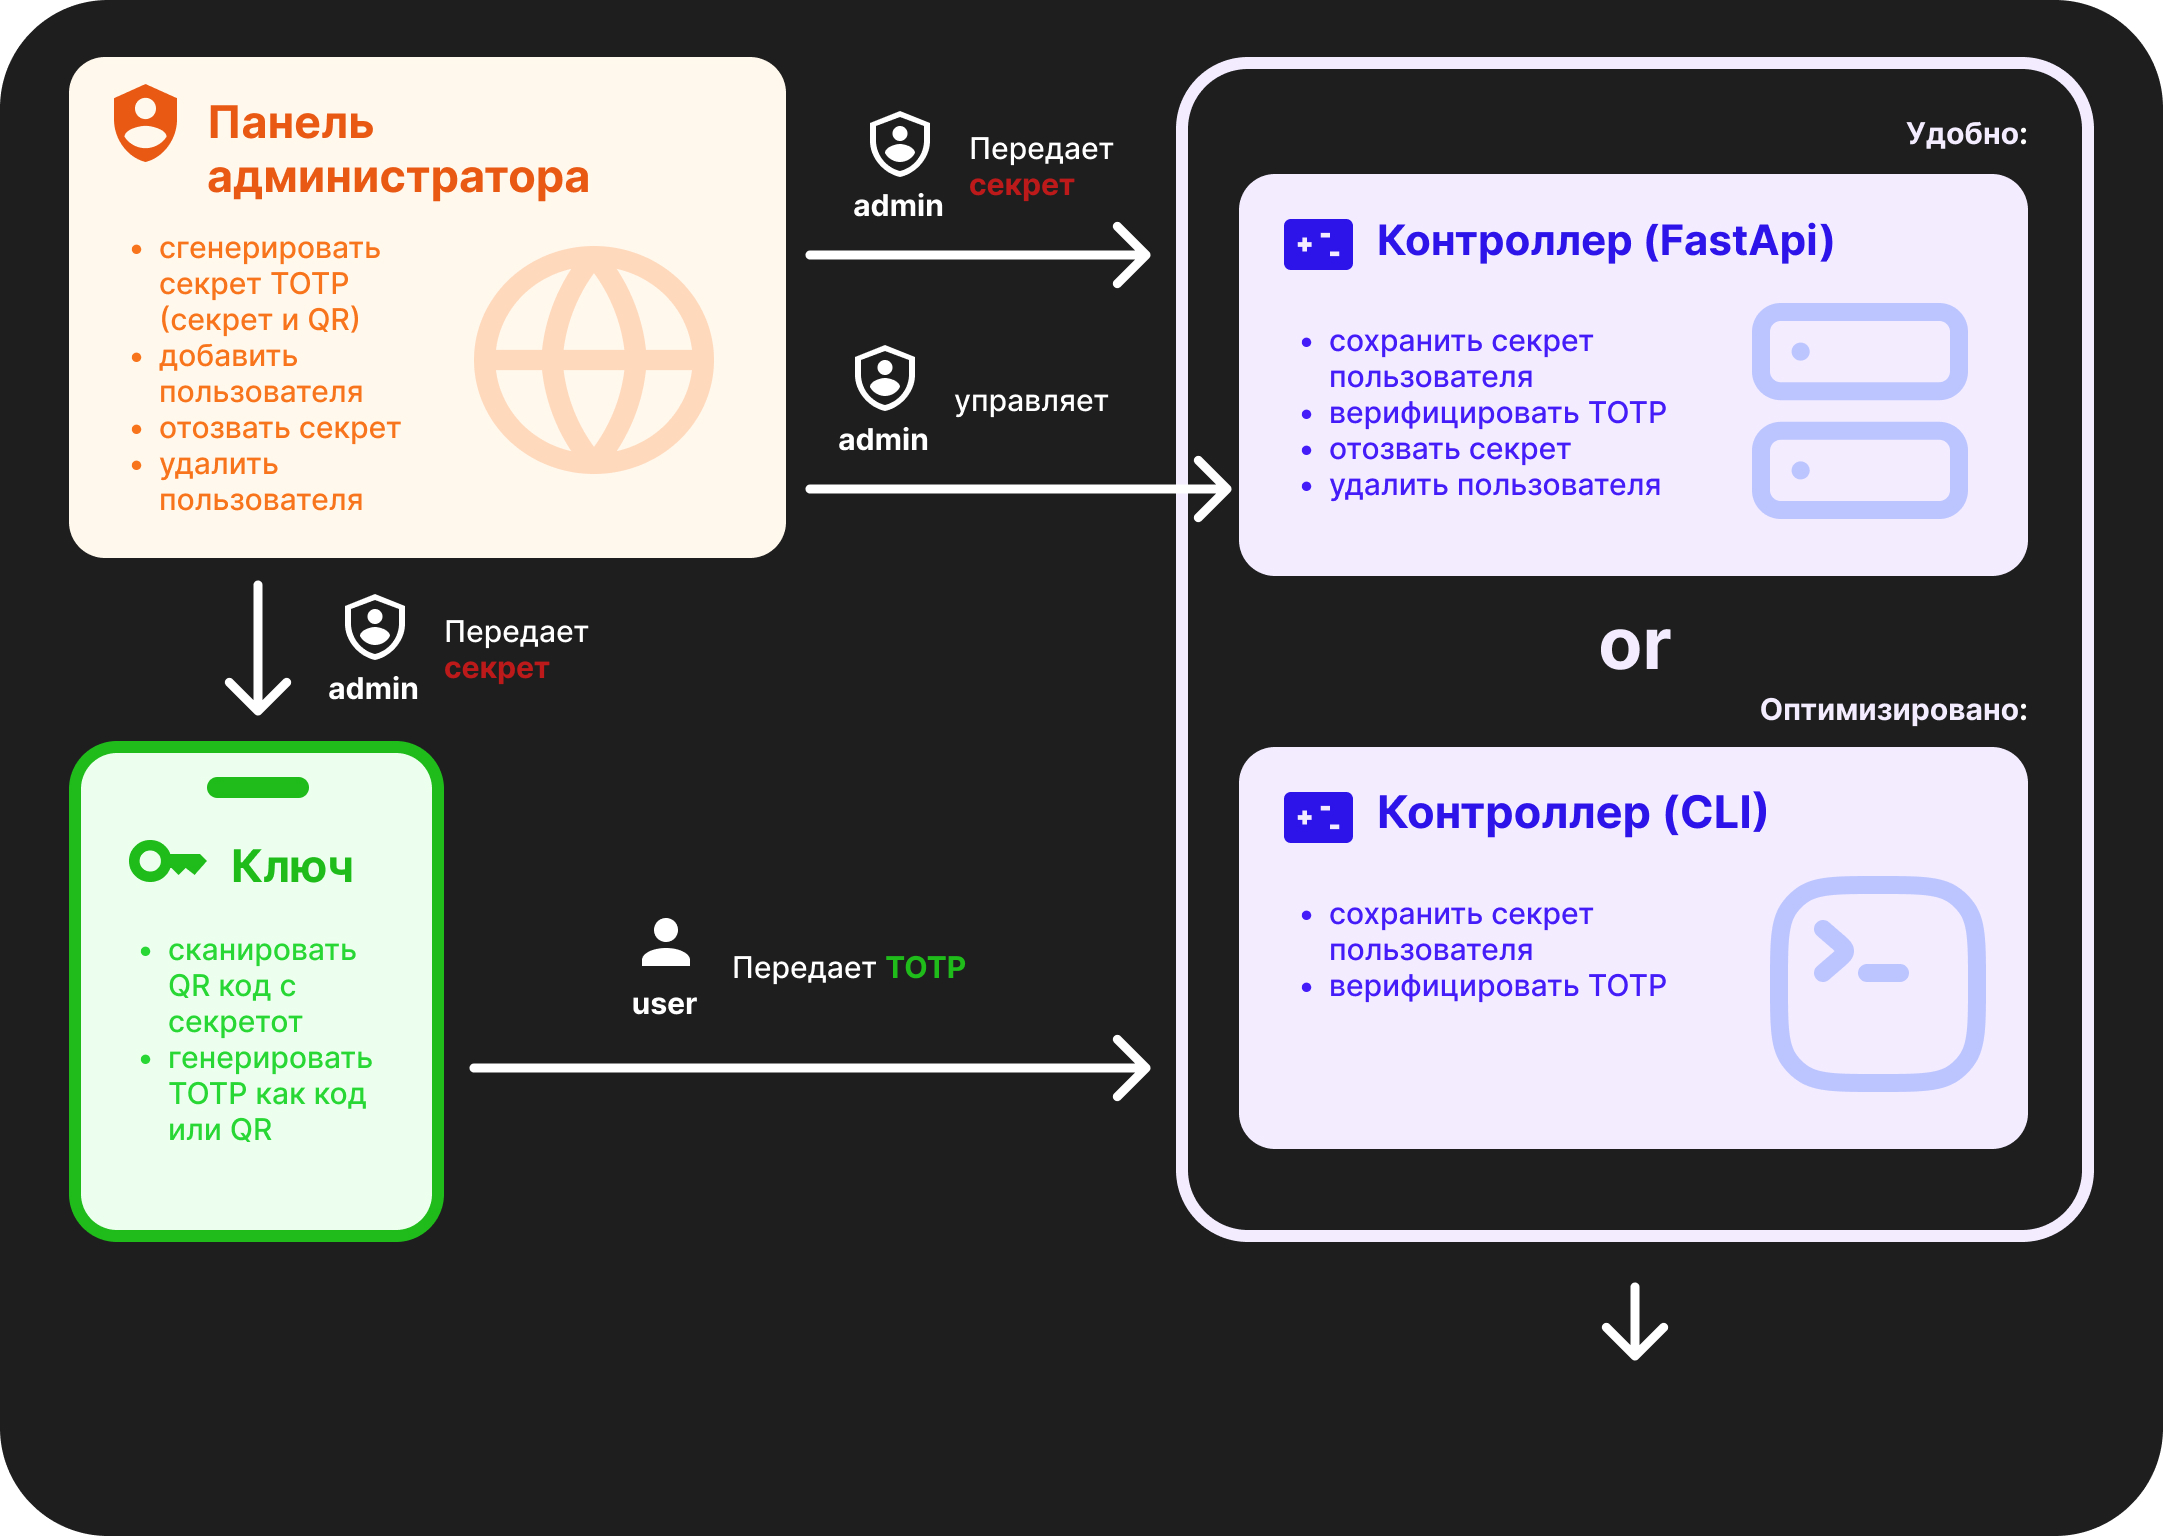 Панель
администратора
• сгенерировать
секрет TOTP
(секрет и QR)
• добавить
пользователя
• отозвать секрет
• удалить
пользователя
admin
Передает
секрет
admin
управляет
admin
Передает
секрет
Ключ
• сканировать
QR код с
секретот
• генерировать
TOTP как код
или QR
user
Передает TOTP
Удобно:
Контроллер (FastApi)
• сохранить секрет
пользователя
• верифицировать TOTP
• отозвать секрет
• удалить пользователя
or
Оптимизировано:
Контроллер (CLI)
• сохранить секрет
пользователя
• верифицировать TOTP